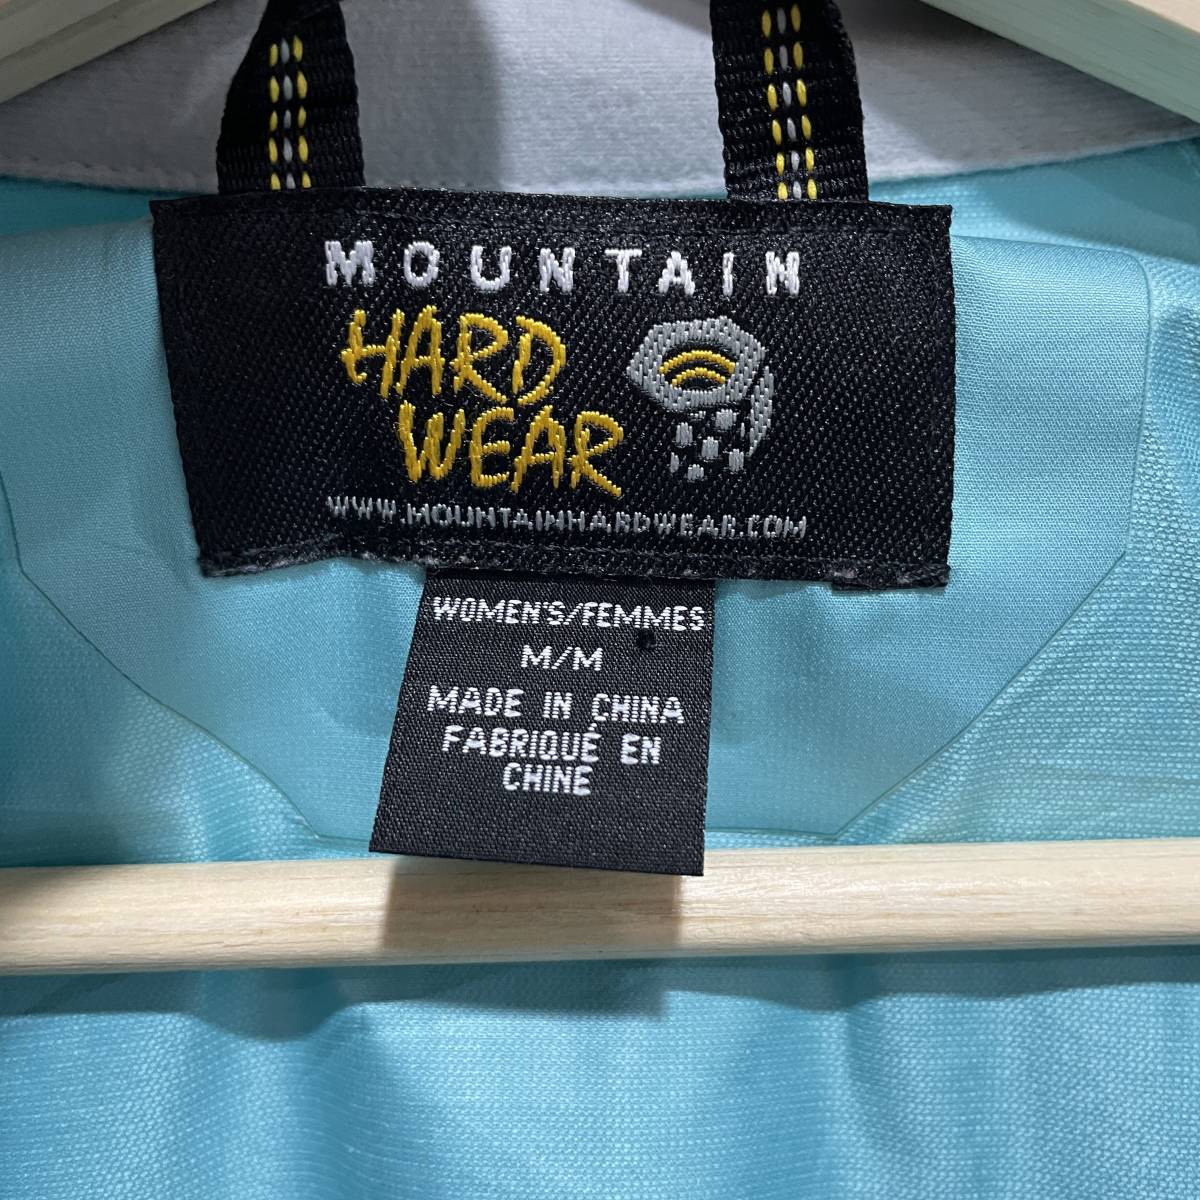 MOUNTAIN
HARD
WEAR
WWW.MOUNTAINHARDWEAR.COM
WOMEN'S/FEMMES
M/M
MADE IN CHINA
FABRIQUÉ EN
CHINE